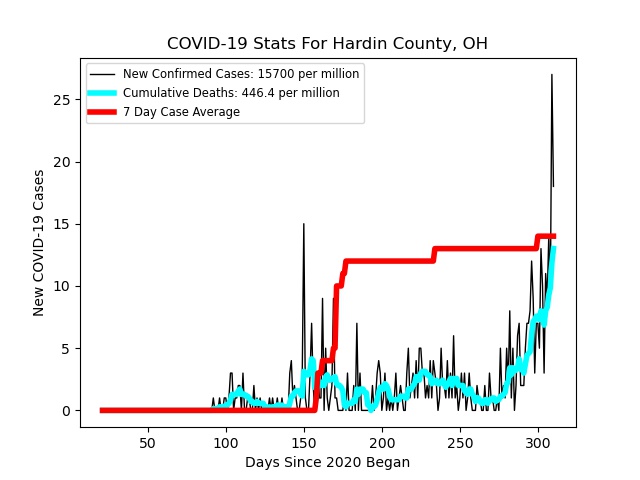 COVID-19 Stats For Hardin County, OH
New Confirmed Cases: 15700 per million
Cumulative Deaths: 446.4 per million
7 Day Case Average
New COVID-19 Cases
25
20
15
10
5
0
50 100 150 200 250 300
Days Since 2020 Began